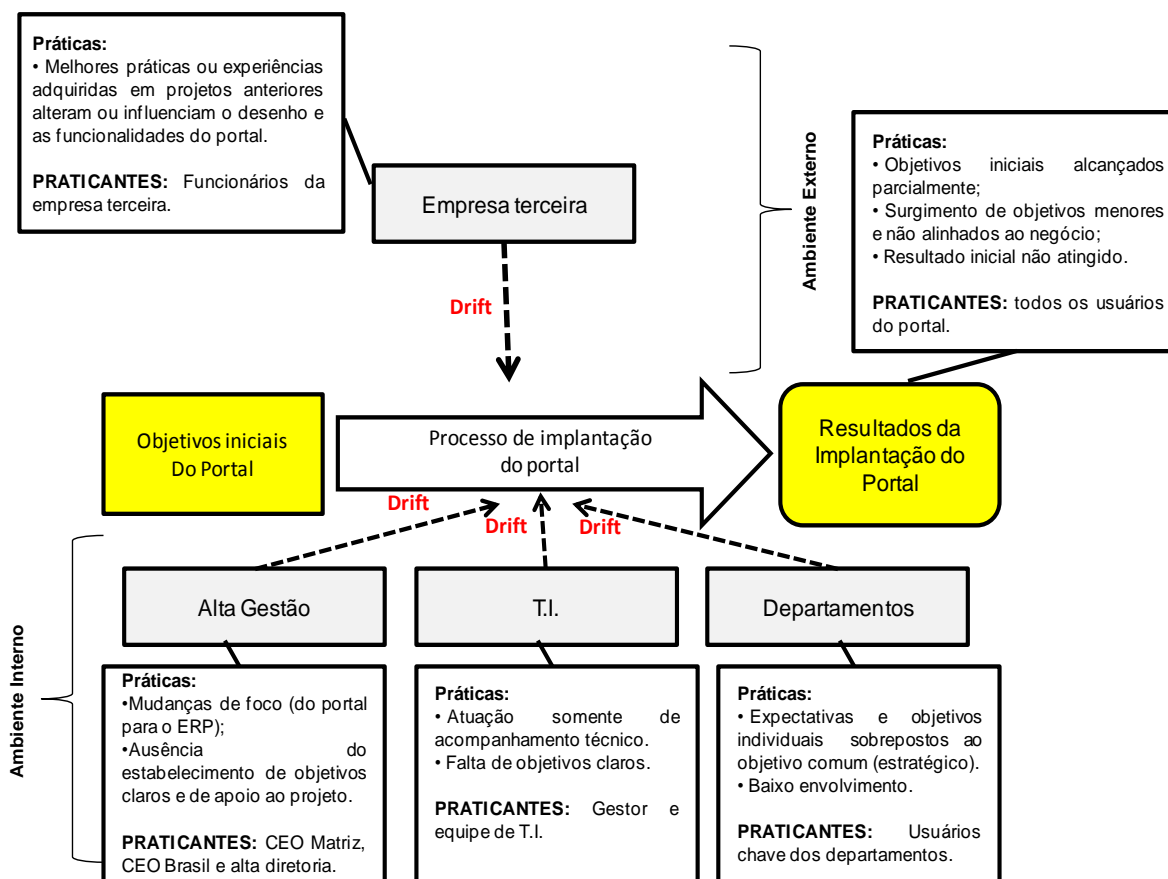 Práticas:
• Melhores práticas ou experiências
adquiridas em projetos anteriores
alteram ou influenciam o desenho e
as funcionalidades do portal.
PRATICANTES: Funcionários da
empresa terceira.
Empresa terceira
Drift
Ambiente Externo
Práticas:
• Objetivos iniciais alcançados
parcialmente;
• Surgimento de objetivos menores
e não alinhados ao negócio;
• Resultado inicial não atingido.
PRATICANTES: todos os usuários
do portal.
Objetivos iniciais
Do Portal
Processo de implantação
do portal
Resultados da
Implantação do
Portal
Drift
Drift
Drift
Ambiente Interno
Alta Gestão
T.I.
Departamentos
Práticas:
•Mudanças de foco (do portal
para o ERP);
•Ausência do
estabelecimento de objetivos
claros e de apoio ao projeto.
PRATICANTES: CEO Matriz,
CEO Brasil e alta diretoria.
Práticas:
• Atuação somente de
acompanhamento técnico.
• Falta de objetivos claros.
PRATICANTES: Gestor e
equipe de T.I.
Práticas:
• Expectativas e objetivos
individuais sobrepostos ao
objetivo comum (estratégico).
• Baixo envolvimento.
PRATICANTES: Usuários
chave dos departamentos.